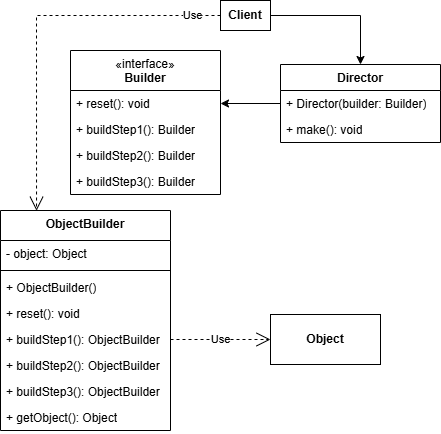 Use
Client
«interface»
Builder
+ reset(): void
+ buildStep1(): Builder
+ buildStep2(): Builder
+ buildStep3(): Builder
Director
+ Director(builder: Builder)
+ make(): void
ObjectBuilder
- object: Object
+ ObjectBuilder()
+ reset(): void
+ buildStep1(): ObjectBuilder
+ buildStep2(): ObjectBuilder
+ buildStep3(): ObjectBuilder
+ getObject(): Object
Use
Object